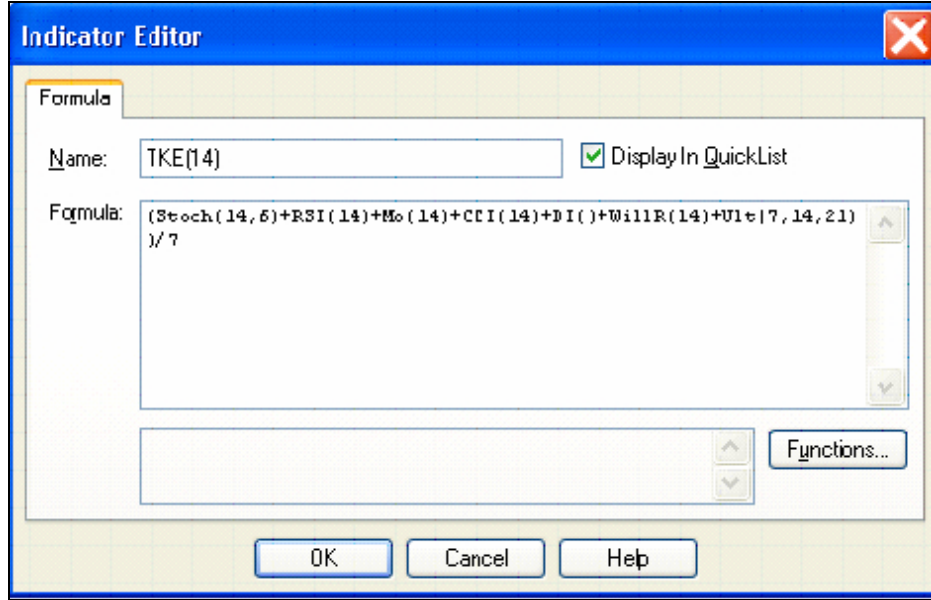 Indicator Editor
Formula
Name: TKE(14) Display In QuickList
Formula: (Stoch(14,6)+RSI(14)+Mo(14)+CCI(14)+DI()+WillR(14)+Ult(7,14,21)
)/7
Functions...
OK Cancel Help